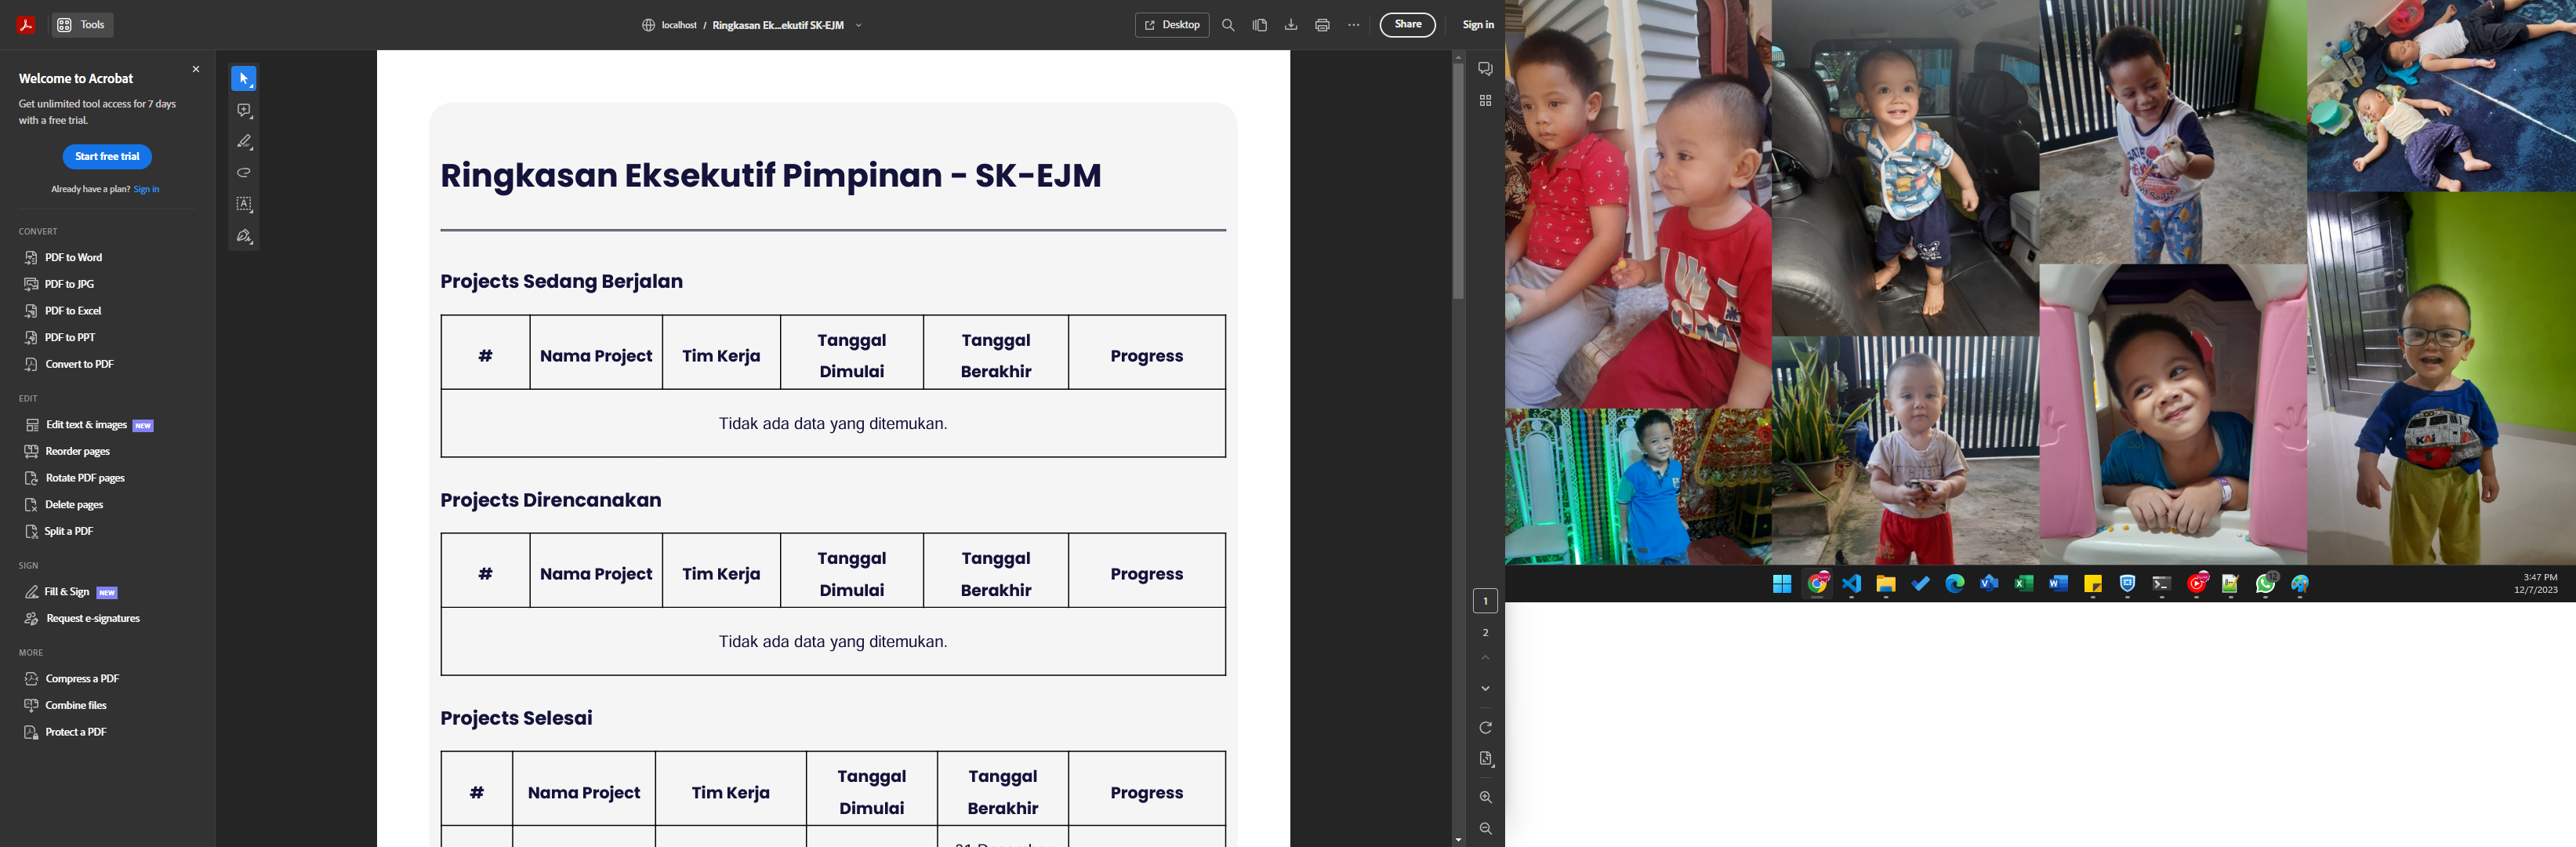 Tools
localhost / Ringkasan Ek...ekutif SK-EJM
Desktop
Share
Sign in
Welcome to Acrobat
Get unlimited tool access for 7 days
with a free trial.
Start free trial
Already have a plan? Sign in
CONVERT
PDF to Word
PDF to JPG
PDF to Excel
PDF to PPT
Convert to PDF
EDIT
Edit text & images NEW
Reorder pages
Rotate PDF pages
Delete pages
Split a PDF
SIGN
Fill & Sign NEW
Request e-signatures
MORE
Compress a PDF
Combine files
Protect a PDF
Ringkasan Eksekutif Pimpinan - SK-EJM
Projects Sedang Berjalan
# Nama Project Tim Kerja Tanggal Dimulai Tanggal Berakhir Progress
Tidak ada data yang ditemukan.
Projects Direncanakan
# Nama Project Tim Kerja Tanggal Dimulai Tanggal Berakhir Progress
Tidak ada data yang ditemukan.
Projects Selesai
# Nama Project Tim Kerja Tanggal Dimulai Tanggal Berakhir Progress
1
2
KAI
3:47 PM
12/7/2023